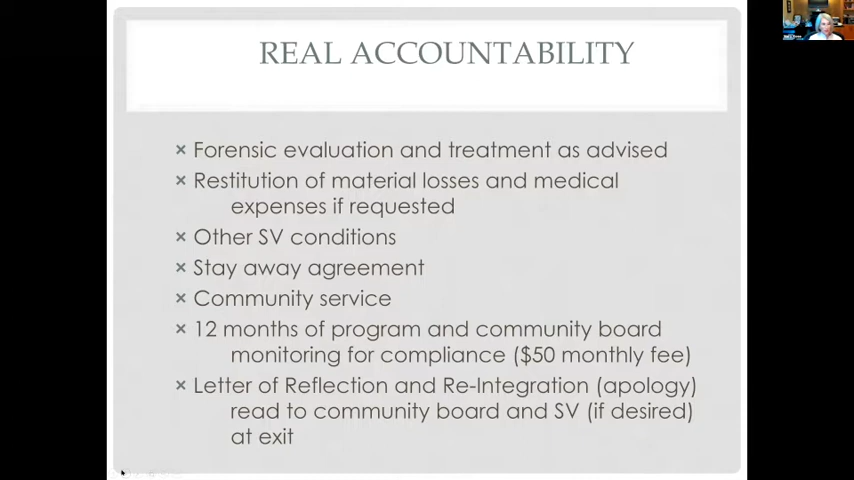 REAL ACCOUNTABILITY
× Forensic evaluation and treatment as advised
× Restitution of material losses and medical
expenses if requested
× Other SV conditions
× Stay away agreement
× Community service
× 12 months of program and community board
monitoring for compliance ($50 monthly fee)
× Letter of Reflection and Re-Integration (apology)
read to community board and SV (if desired)
at exit